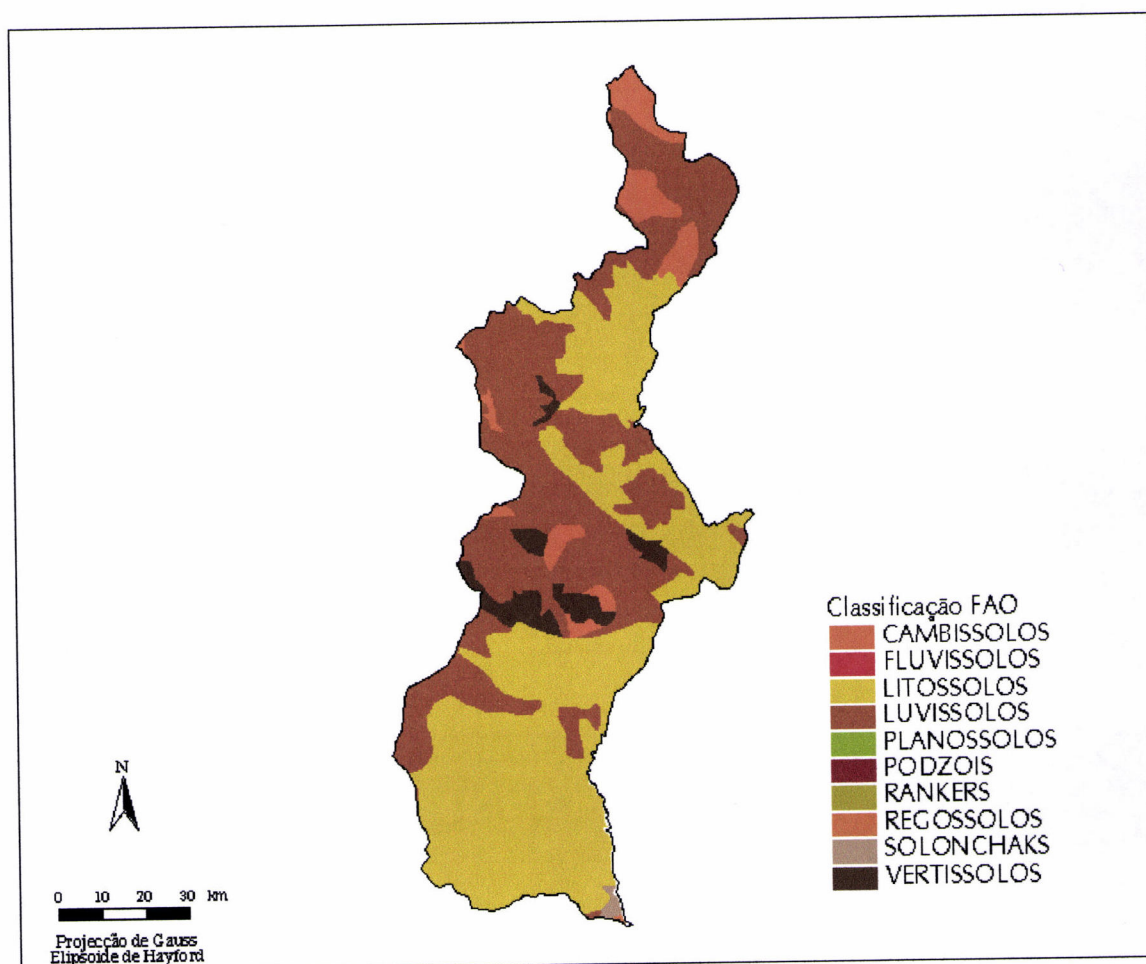 Classificação FAO
CAMBISSOLOS
FLUVISSOLOS
LITOSSOLOS
LUVISSOLOS
PLANOSSOLOS
PODZOIS
RANKERS
REGOSSOLOS
SOLONCHAKS
VERTISSOLOS
N
0 10 20 30 km
Projecção de Gauss
Elipsoide de Hayford